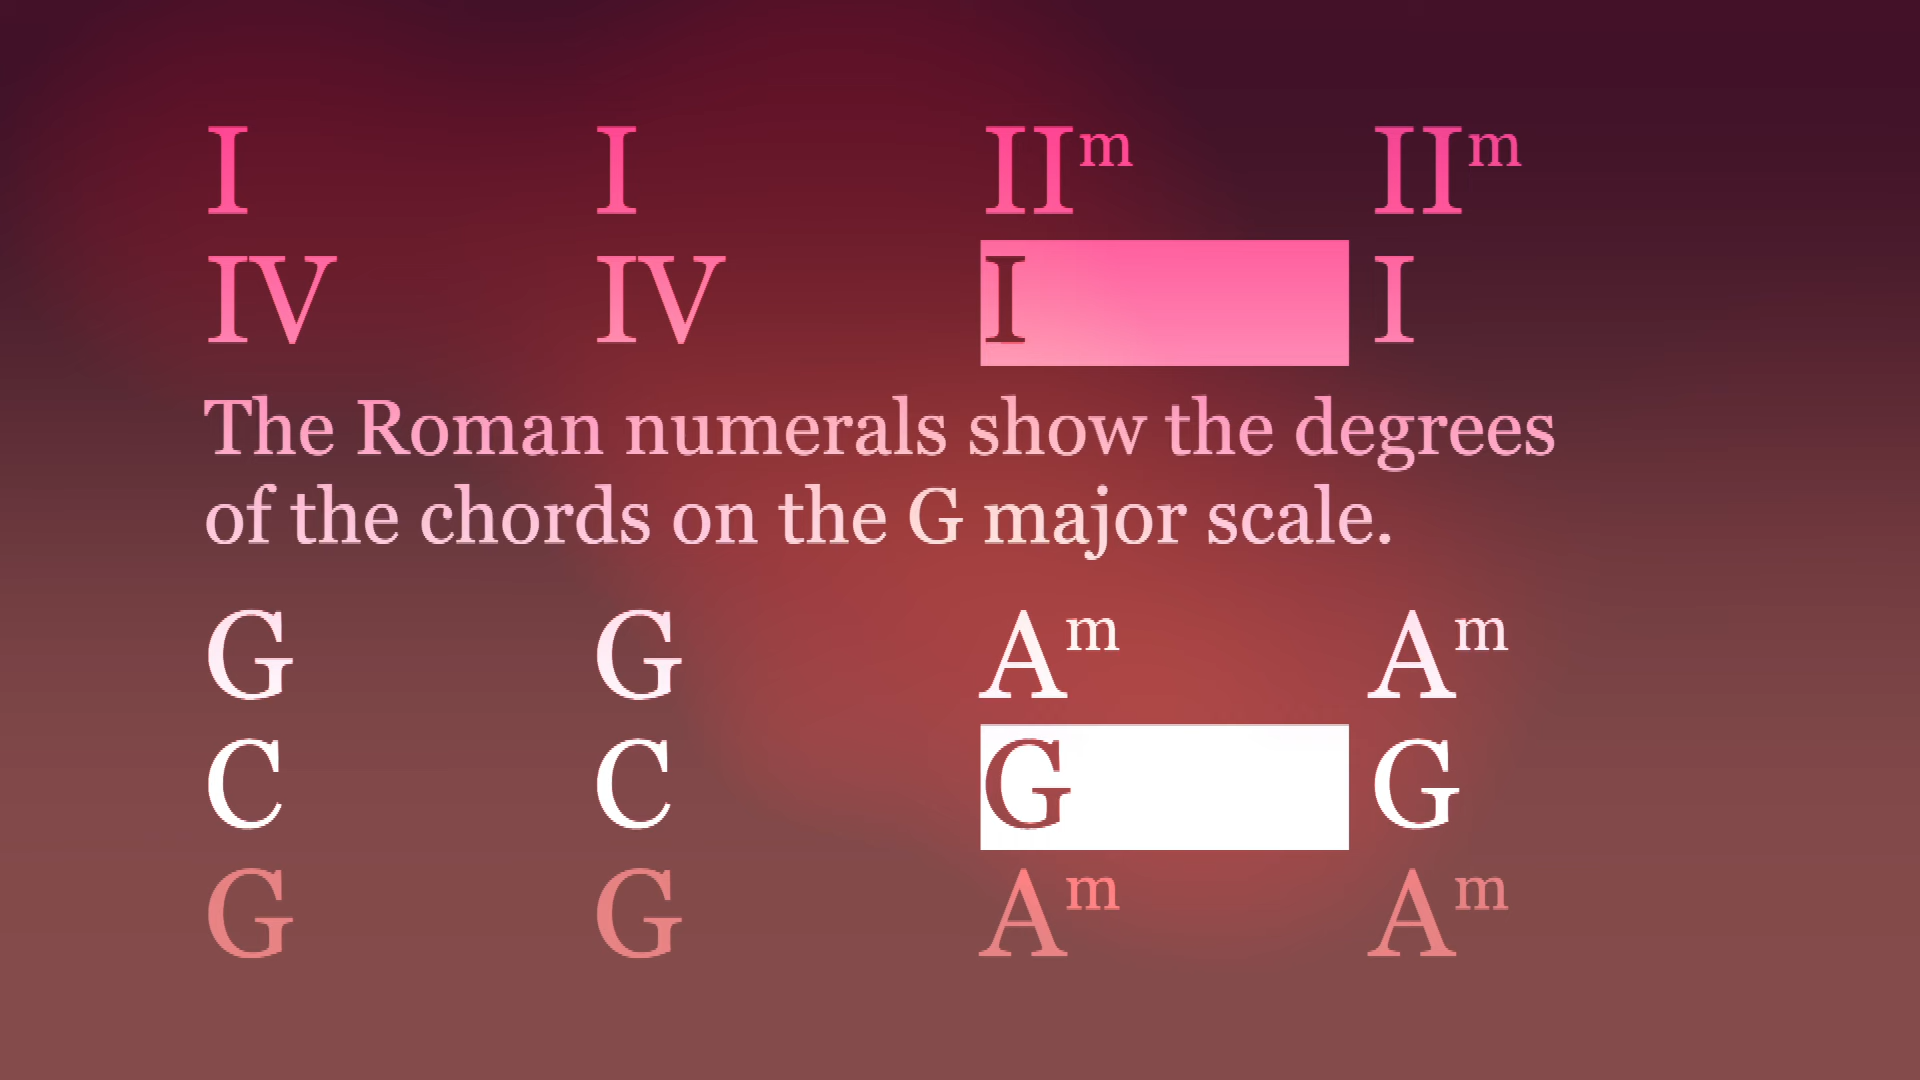 I I IIm IIm
IV IV I I
The Roman numerals show the degrees
of the chords on the G major scale.
G G Am Am
C C G G
G G Am Am